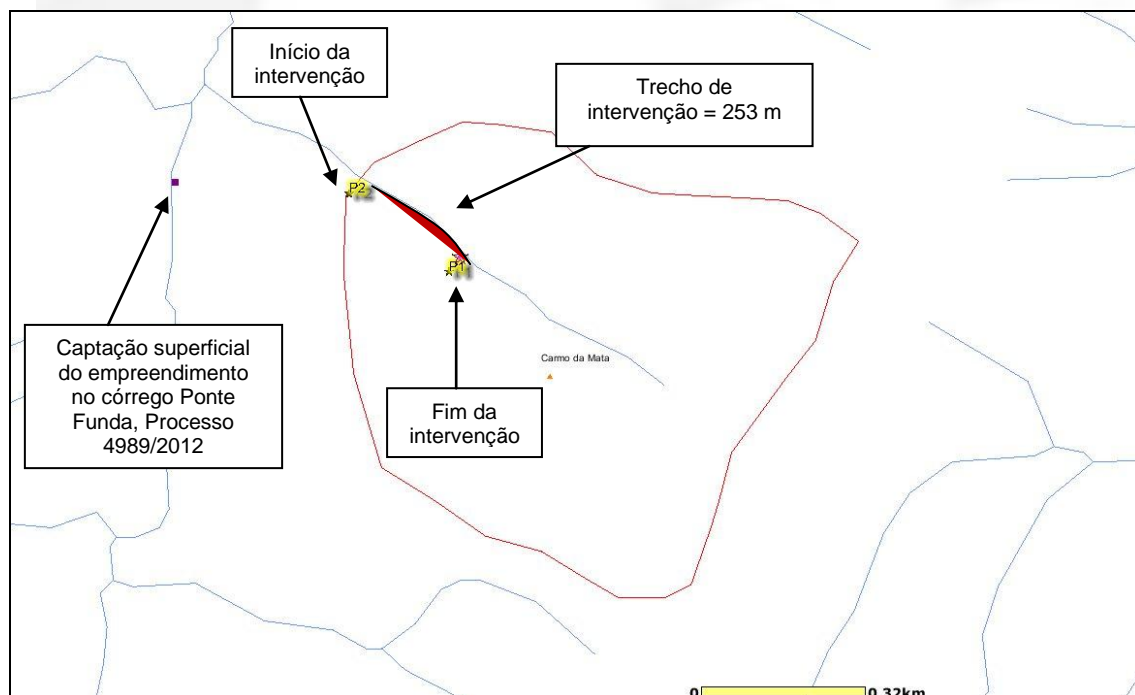 Início da
intervenção
Trecho de
intervenção = 253 m
P2
P1
Captação superficial
do empreendimento
no córrego Ponte
Funda, Processo
4989/2012
Carmo da Mata
Fim da
intervenção
0
0.32km